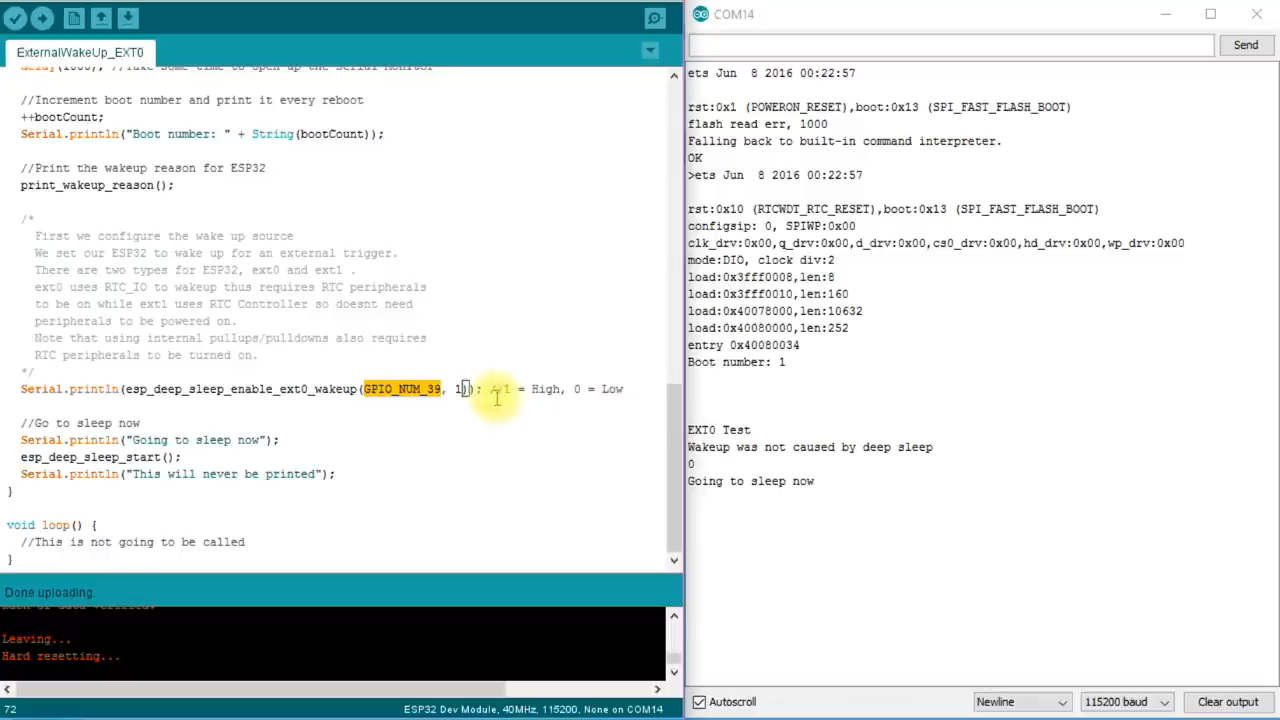 ExternalWakeUp_EXT0
delay(1000); //Take some time to open up the Serial Monitor
//Increment boot number and print it every reboot
++bootCount;
Serial.println("Boot number: " + String(bootCount));
//Print the wakeup reason for ESP32
print_wakeup_reason();
/*
First we configure the wake up source
We set our ESP32 to wake up for an external trigger.
There are two types for ESP32, ext0 and ext1 .
ext0 uses RTC_IO to wakeup thus requires RTC peripherals
to be on while ext1 uses RTC Controller so doesnt need
peripherals to be powered on.
Note that using internal pullups/pulldowns also requires
RTC peripherals to be turned on.
*/
Serial.println(esp_deep_sleep_enable_ext0_wakeup(GPIO_NUM_39, 1)); //1 = High, 0 = Low
//Go to sleep now
Serial.println("Going to sleep now");
esp_deep_sleep_start();
Serial.println("This will never be printed");
}
void loop() {
//This is not going to be called
}
Done uploading.
Leaving...
Hard resetting...
72
ESP32 Dev Module, 40MHz, 115200, None on COM14
COM14
Send
ets Jun  8 2016 00:22:57
rst:0x1 (POWERON_RESET),boot:0x13 (SPI_FAST_FLASH_BOOT)
flash read err, 1000
Falling back to built-in command interpreter.
OK
>ets Jun  8 2016 00:22:57
rst:0x10 (RTCWDT_RTC_RESET),boot:0x13 (SPI_FAST_FLASH_BOOT)
configsip: 0, SPIWP:0x00
clk_drv:0x00,q_drv:0x00,d_drv:0x00,cs0_drv:0x00,hd_drv:0x00,wp_drv:0x00
mode:DIO, clock div:2
load:0x3fff0008,len:8
load:0x3fff0010,len:160
load:0x40078000,len:10632
load:0x40080000,len:252
entry 0x40080034
Boot number: 1
EXT0 Test
Wakeup was not caused by deep sleep
0
Going to sleep now
Autoscroll
Newline
115200 baud
Clear output